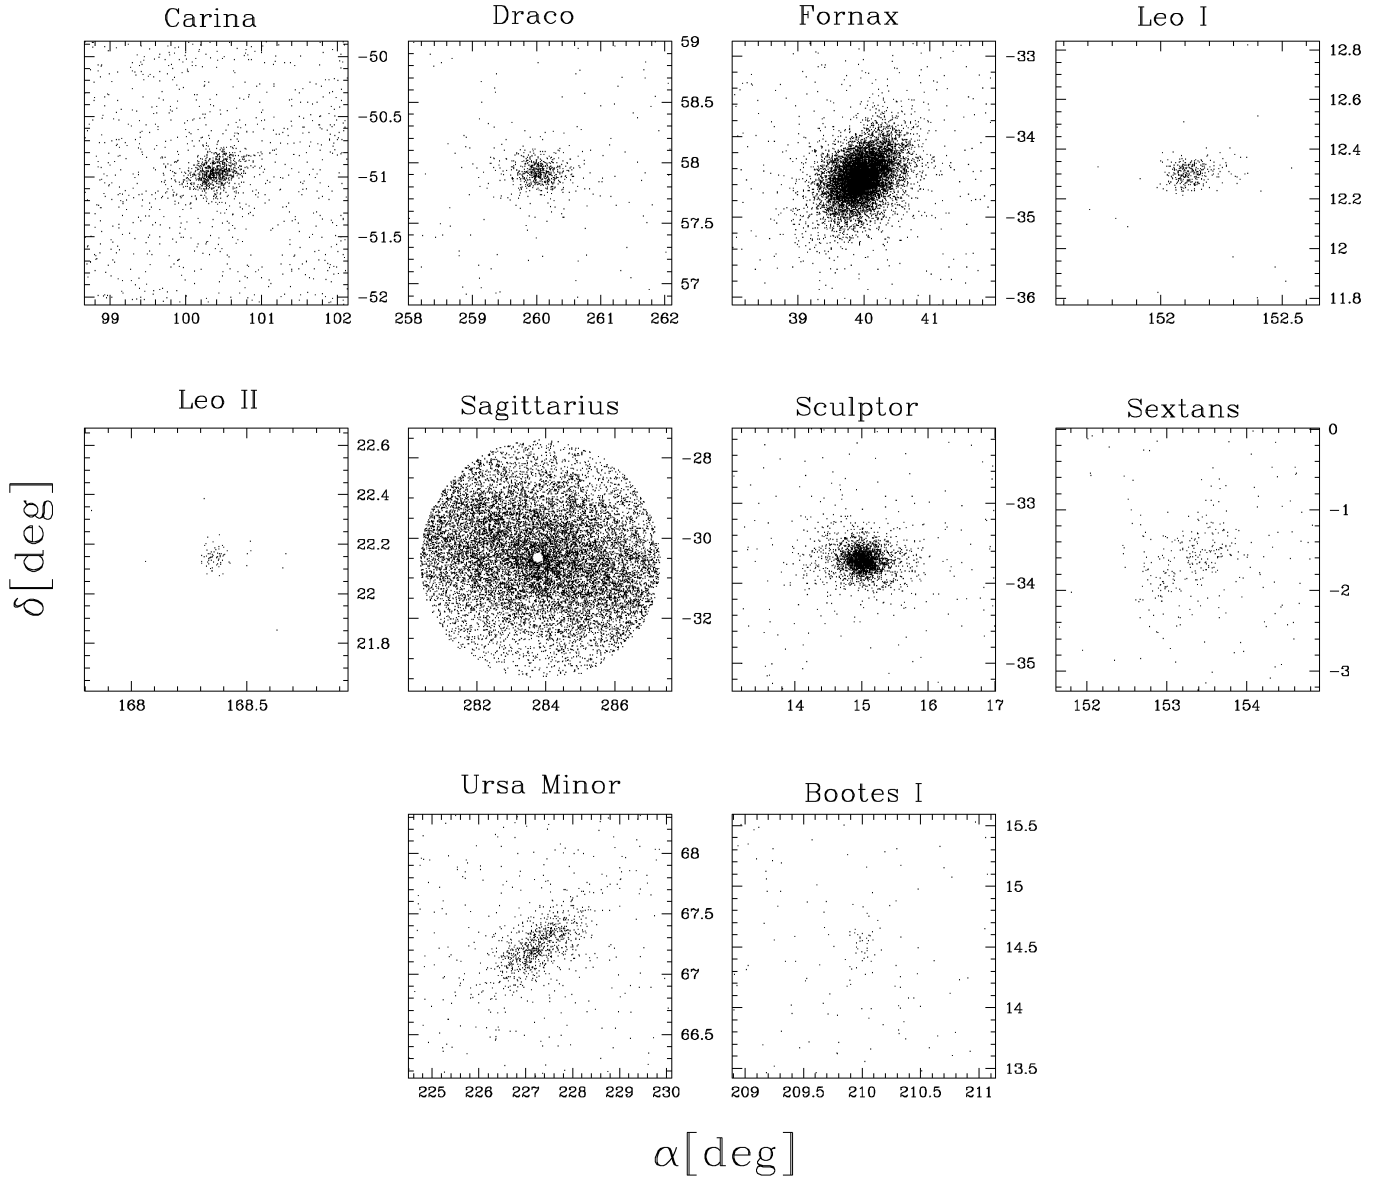 Carina
Draco
Fornax
Leo I
-50
-50.5
-51
-51.5
-52
59
58.5
58
57.5
57
-33
-34
-35
-36
12.8
12.6
12.4
12.2
12
11.8
99 100 101 102
258 259 260 261 262
39 40 41
152 152.5
Leo II
Sagittarius
Sculptor
Sextans
22.6
22.4
22.2
22
21.8
-28
-30
-32
-33
-34
-35
0
-1
-2
-3
168 168.5
282 284 286
14 15 16 17
152 153 154
δ[deg]
Ursa Minor
Bootes I
68
67.5
67
66.5
15.5
15
14.5
14
13.5
225 226 227 228 229 230
209 209.5 210 210.5 211
α[deg]